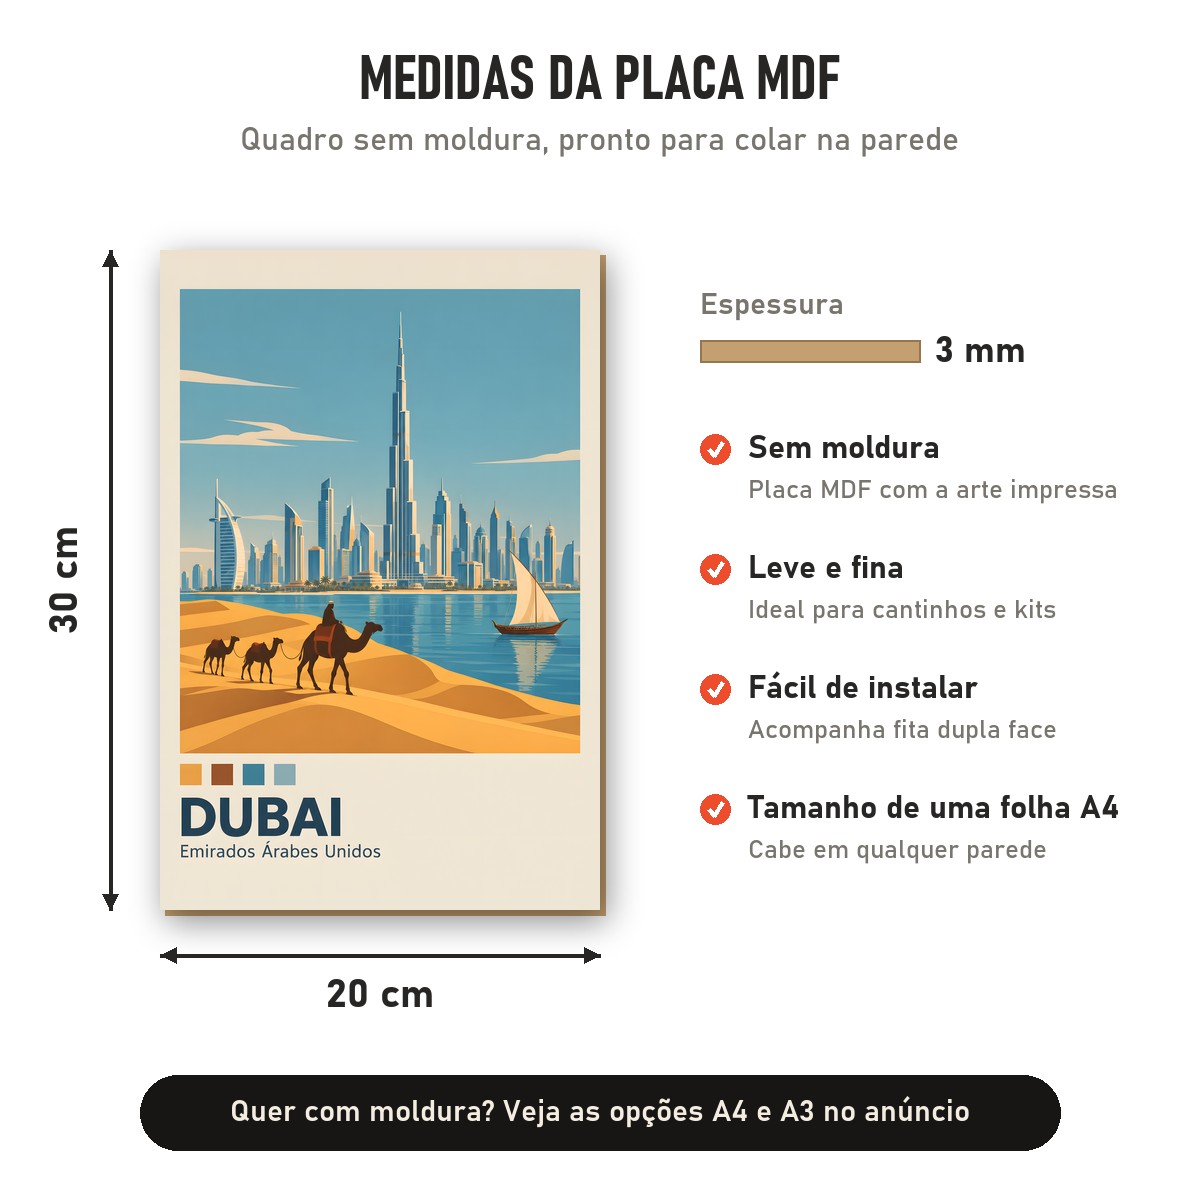 MEDIDAS DA PLACA MDF
Quadro sem moldura, pronto para colar na parede
30 cm
DUBAI
Emirados Árabes Unidos
20 cm
Espessura
3 mm
Sem moldura
Placa MDF com a arte impressa
Leve e fina
Ideal para cantinhos e kits
Fácil de instalar
Acompanha fita dupla face
Tamanho de uma folha A4
Cabe em qualquer parede
Quer com moldura? Veja as opções A4 e A3 no anúncio